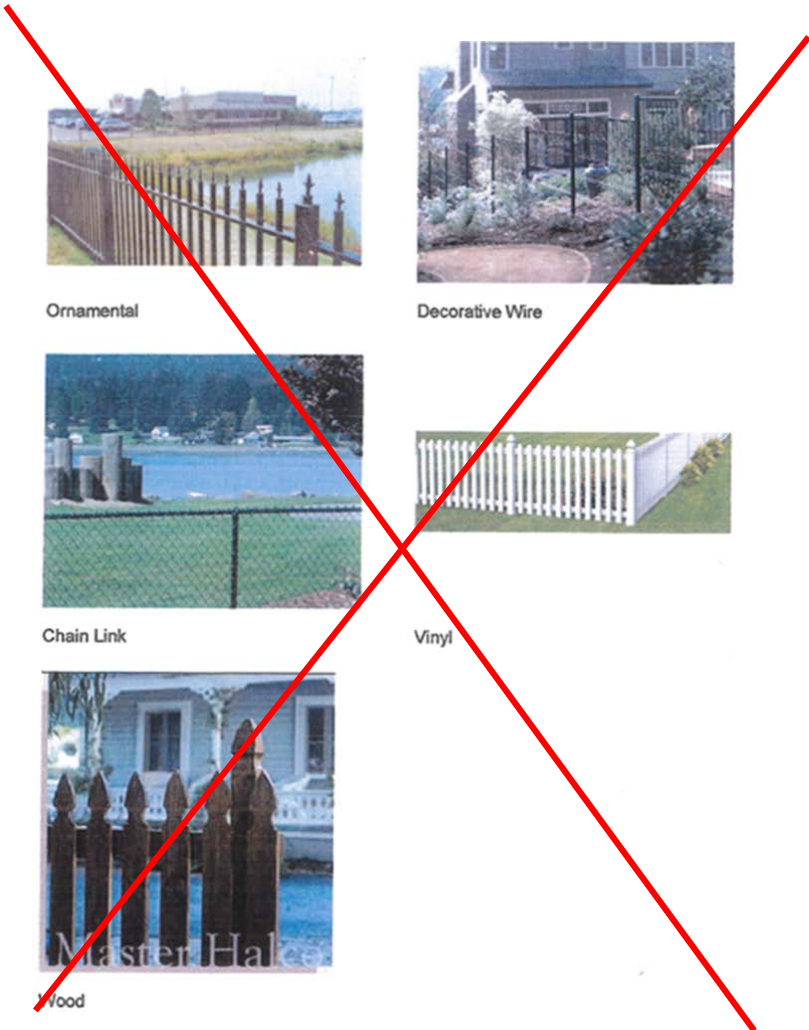 Ornamental
Decorative Wire
Chain Link
Vinyl
Master Halco
Wood